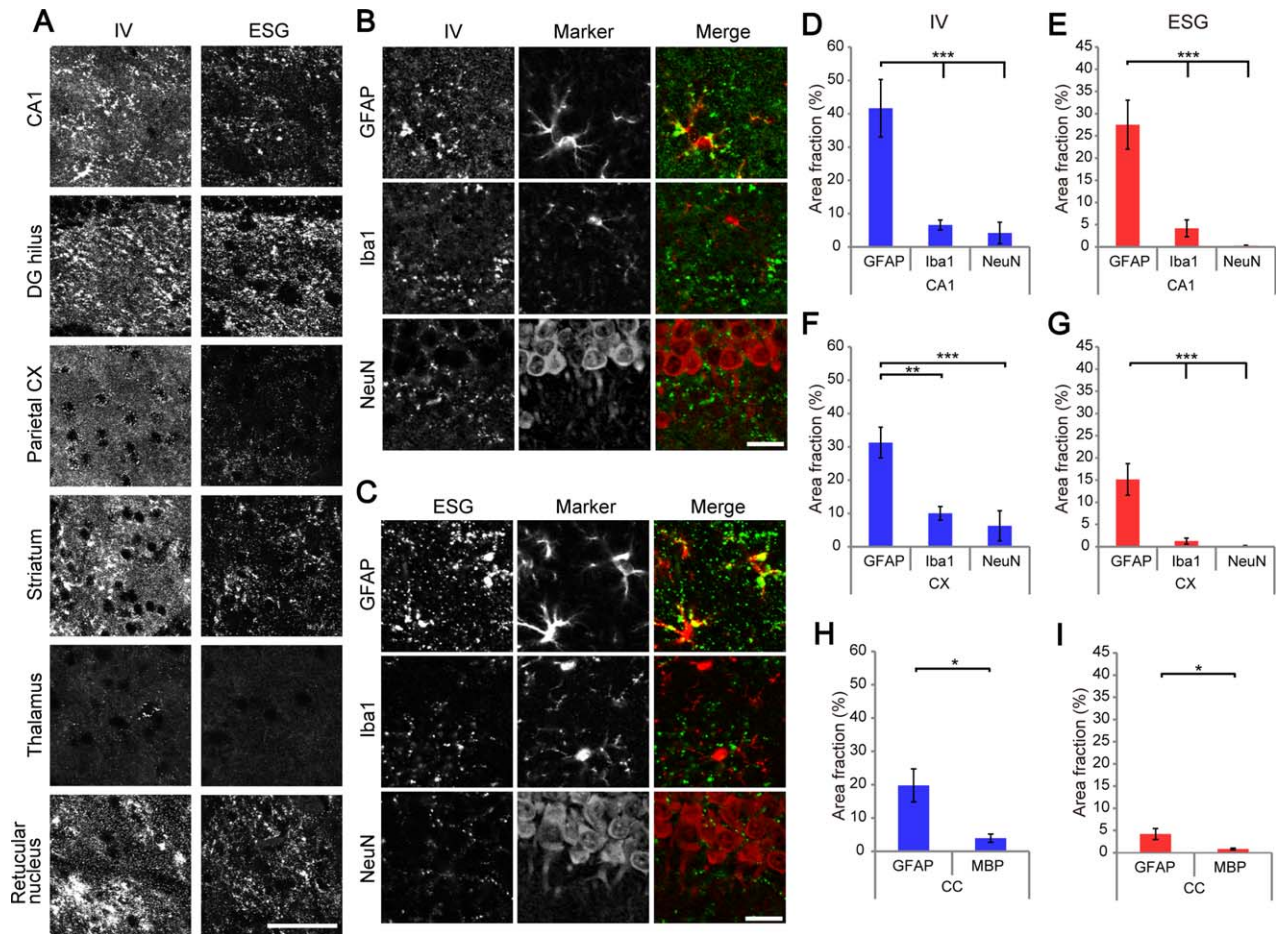 A
IV ESG
CA1
DG hilus
Parietal CX
Striatum
Thalamus
Retucular
nucleus
B
IV Marker Merge
GFAP
Iba1
NeuN
C
ESG Marker Merge
GFAP
Iba1
NeuN
D IV
Area fraction (%)
60
50
40
30
20
10
0
***
GFAP Iba1 NeuN
CA1
E ESG
Area fraction (%)
45
40
35
30
25
20
15
10
5
0
***
GFAP Iba1 NeuN
CA1
F
Area fraction (%)
60
50
40
30
20
10
0
***
**
GFAP Iba1 NeuN
CX
G
Area fraction (%)
45
40
35
30
25
20
15
10
5
0
***
GFAP Iba1 NeuN
CX
H
Area fraction (%)
60
50
40
30
20
10
0
*
GFAP MBP
CC
I
Area fraction (%)
45
40
35
30
25
20
15
10
5
0
*
GFAP MBP
CC